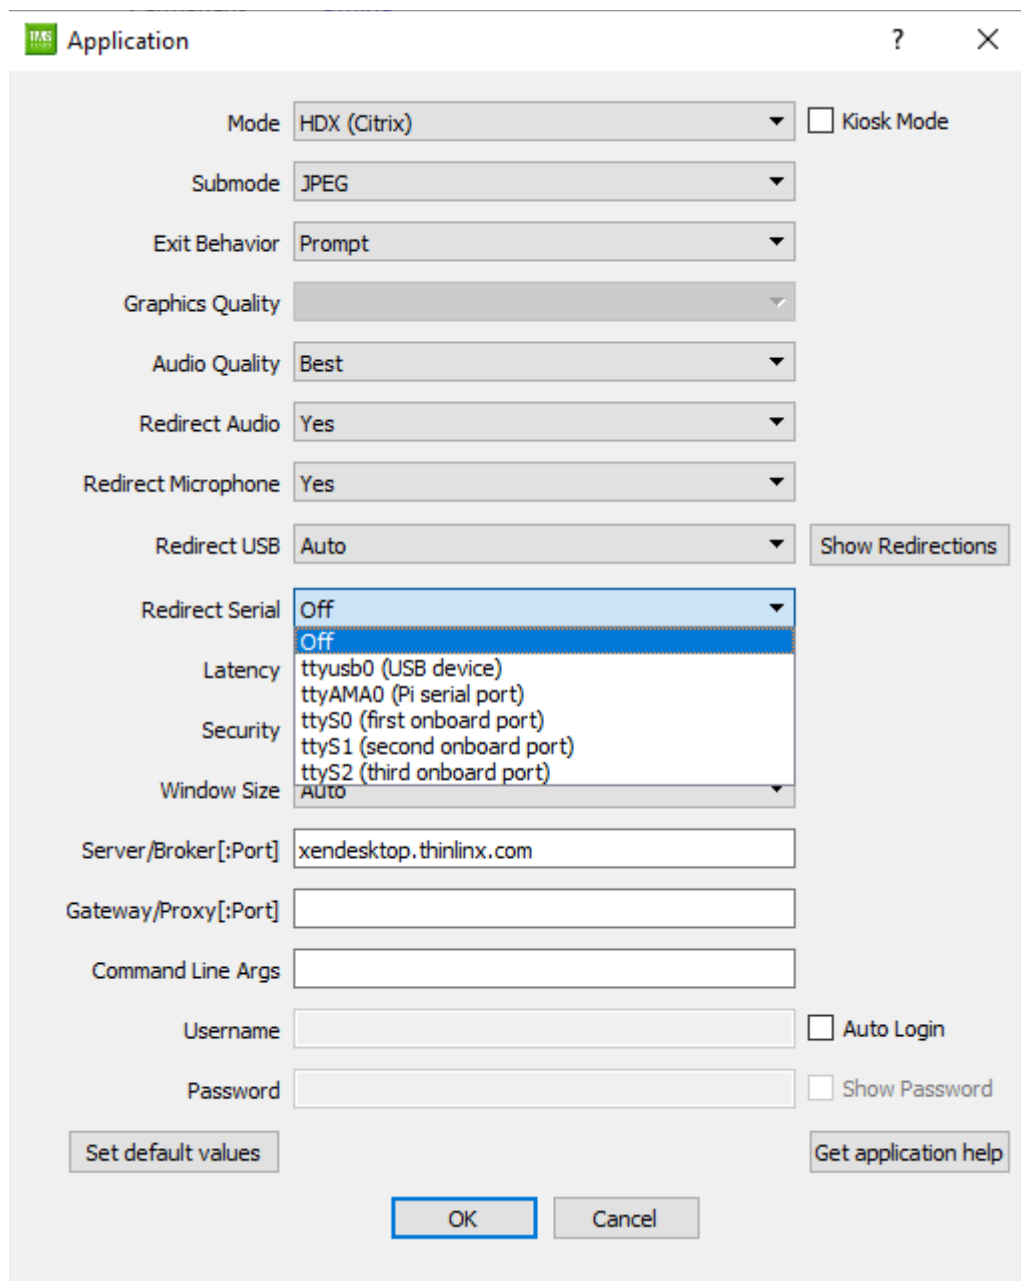 TMS
Application
?
Mode HDX (Citrix) Kiosk Mode
Submode JPEG
Exit Behavior Prompt
Graphics Quality
Audio Quality Best
Redirect Audio Yes
Redirect Microphone Yes
Redirect USB Auto Show Redirections
Redirect Serial Off
Off
ttyusb0 (USB device)
Latency
ttyAMA0 (Pi serial port)
ttyS0 (first onboard port)
Security
ttyS1 (second onboard port)
ttyS2 (third onboard port)
Window Size Auto
Server/Broker[:Port] xendesktop.thinlinx.com
Gateway/Proxy[:Port]
Command Line Args
Username Auto Login
Password Show Password
Set default values Get application help
OK Cancel